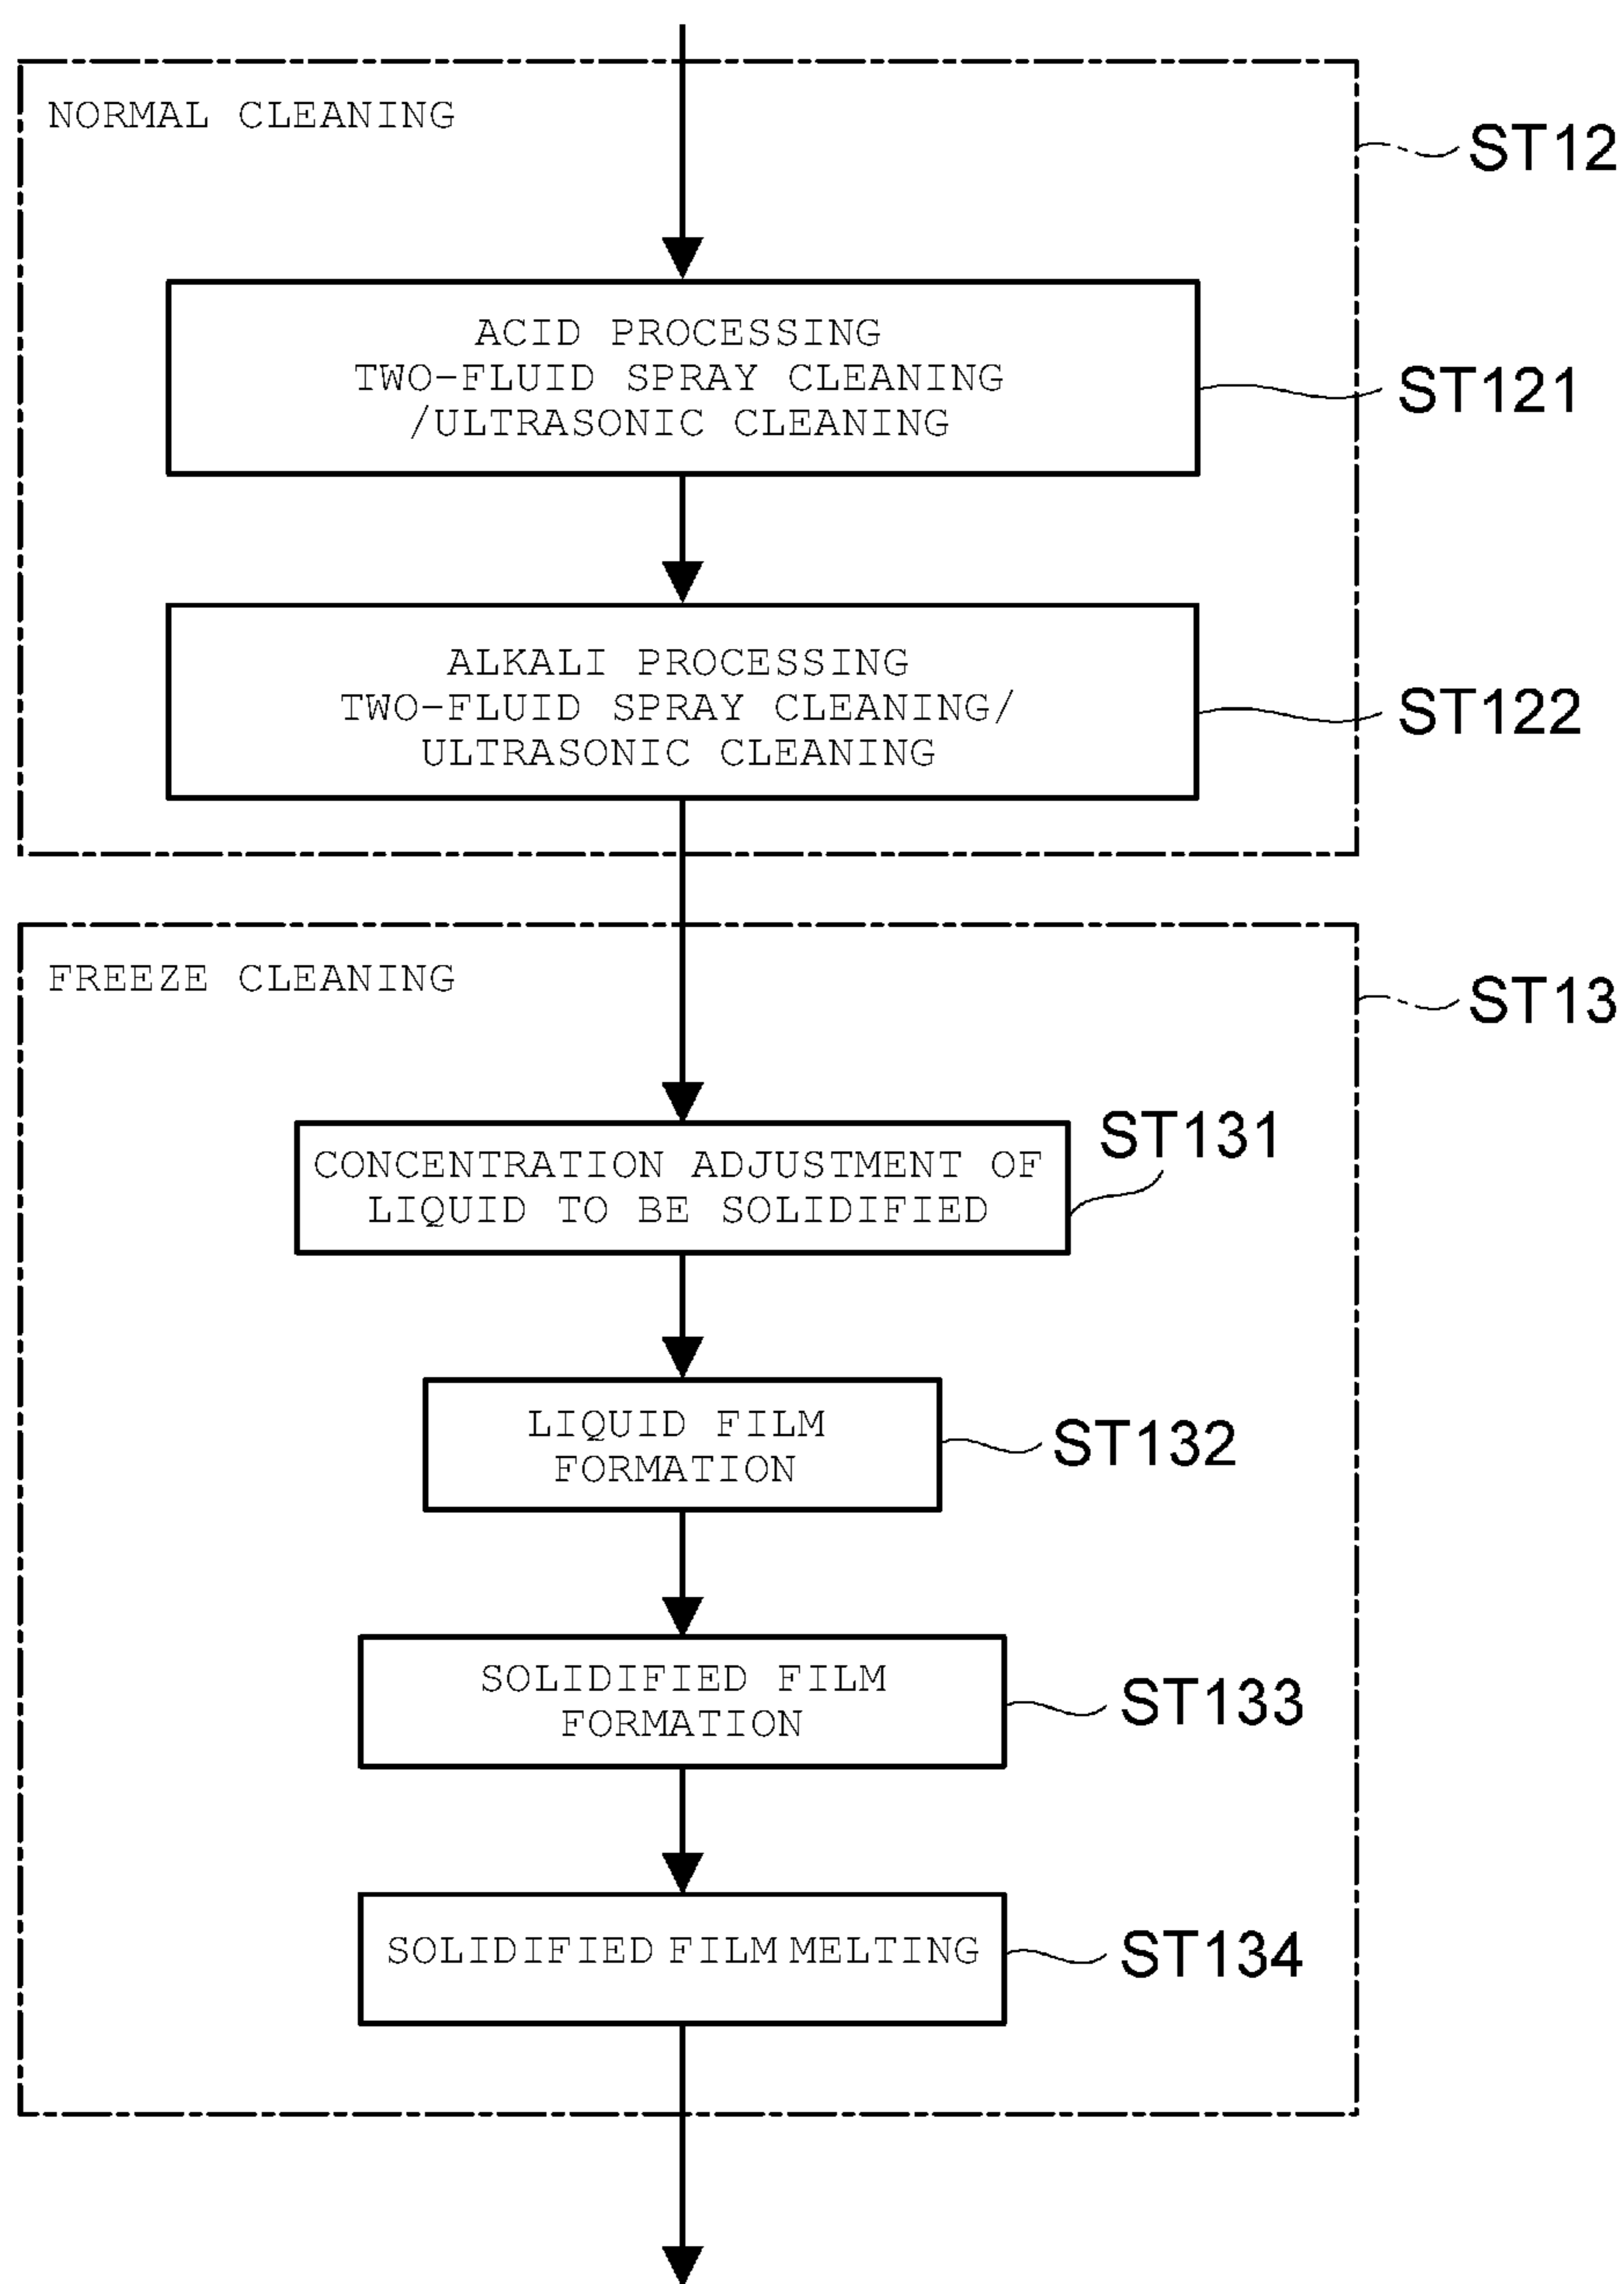 NORMAL CLEANING
ST12
ACID PROCESSING
TWO-FLUID SPRAY CLEANING
/ULTRASONIC CLEANING
ST121
ALKALI PROCESSING
TWO-FLUID SPRAY CLEANING/
ULTRASONIC CLEANING
ST122
FREEZE CLEANING
ST13
CONCENTRATION ADJUSTMENT OF
LIQUID TO BE SOLIDIFIED
ST131
LIQUID FILM
FORMATION
ST132
SOLIDIFIED FILM
FORMATION
ST133
SOLIDIFIED FILM MELTING
ST134